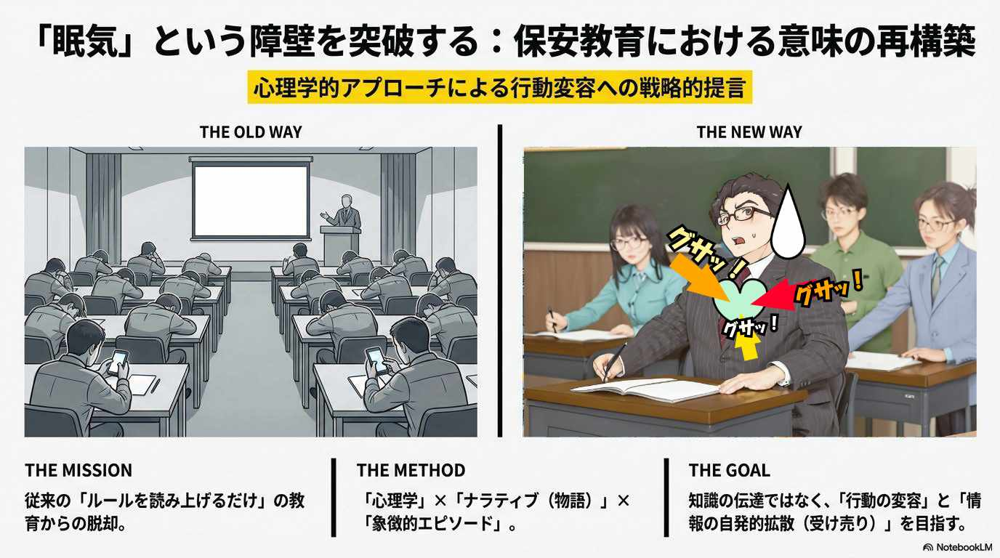 「眠気」という障壁を突破する：保安教育における意味の再構築
心理学的アプローチによる行動変容への戦略的提言
THE OLD WAY
THE NEW WAY
グサッ！
グサッ！
グサッ！
THE MISSION
従来の「ルールを読み上げるだけ」の教
育からの脱却。
THE METHOD
「心理学」×「ナラティブ（物語）」×
「象徴的エピソード」。
THE GOAL
知識の伝達ではなく、「行動の変容」と「情
報の自発的拡散（受け売り）」を目指す。
NotebookLM